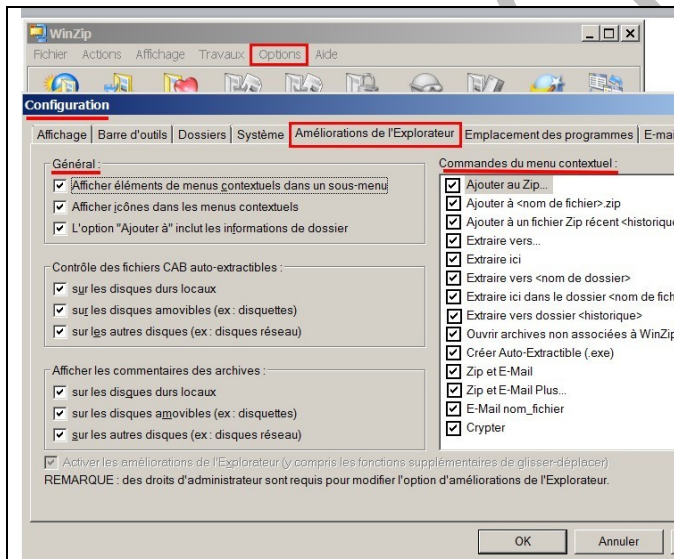 WinZip
Fichier Actions Affichage Travaux Options Aide
Configuration
Affichage Barre d'outils Dossiers Système Améliorations de l'Explorateur Emplacement des programmes E-mai
Général :
Afficher éléments de menus contextuels dans un sous-menu
Afficher icônes dans les menus contextuels
L'option "Ajouter à" inclut les informations de dossier
Contrôle des fichiers CAB auto-extractibles :
sur les disques durs locaux
sur les disques amovibles (ex : disquettes)
sur les autres disques (ex : disques réseau)
Afficher les commentaires des archives :
sur les disques durs locaux
sur les disques amovibles (ex : disquettes)
sur les autres disques (ex : disques réseau)
Commandes du menu contextuel :
Ajouter au Zip...
Ajouter à <nom de fichier>.zip
Ajouter à un fichier Zip récent <historique
Extraire vers...
Extraire ici
Extraire vers <nom de dossier>
Extraire ici dans le dossier <nom de fich
Extraire vers dossier <historique>
Ouvrir archives non associées à WinZip
Créer Auto-Extractible (.exe)
Zip et E-Mail
Zip et E-Mail Plus...
E-Mail nom_fichier
Crypter
Activer les améliorations de l'Explorateur (y compris les fonctions supplémentaires de glisser-déplacer)
REMARQUE : des droits d'administrateur sont requis pour modifier l'option d'améliorations de l'Explorateur.
OK Annuler